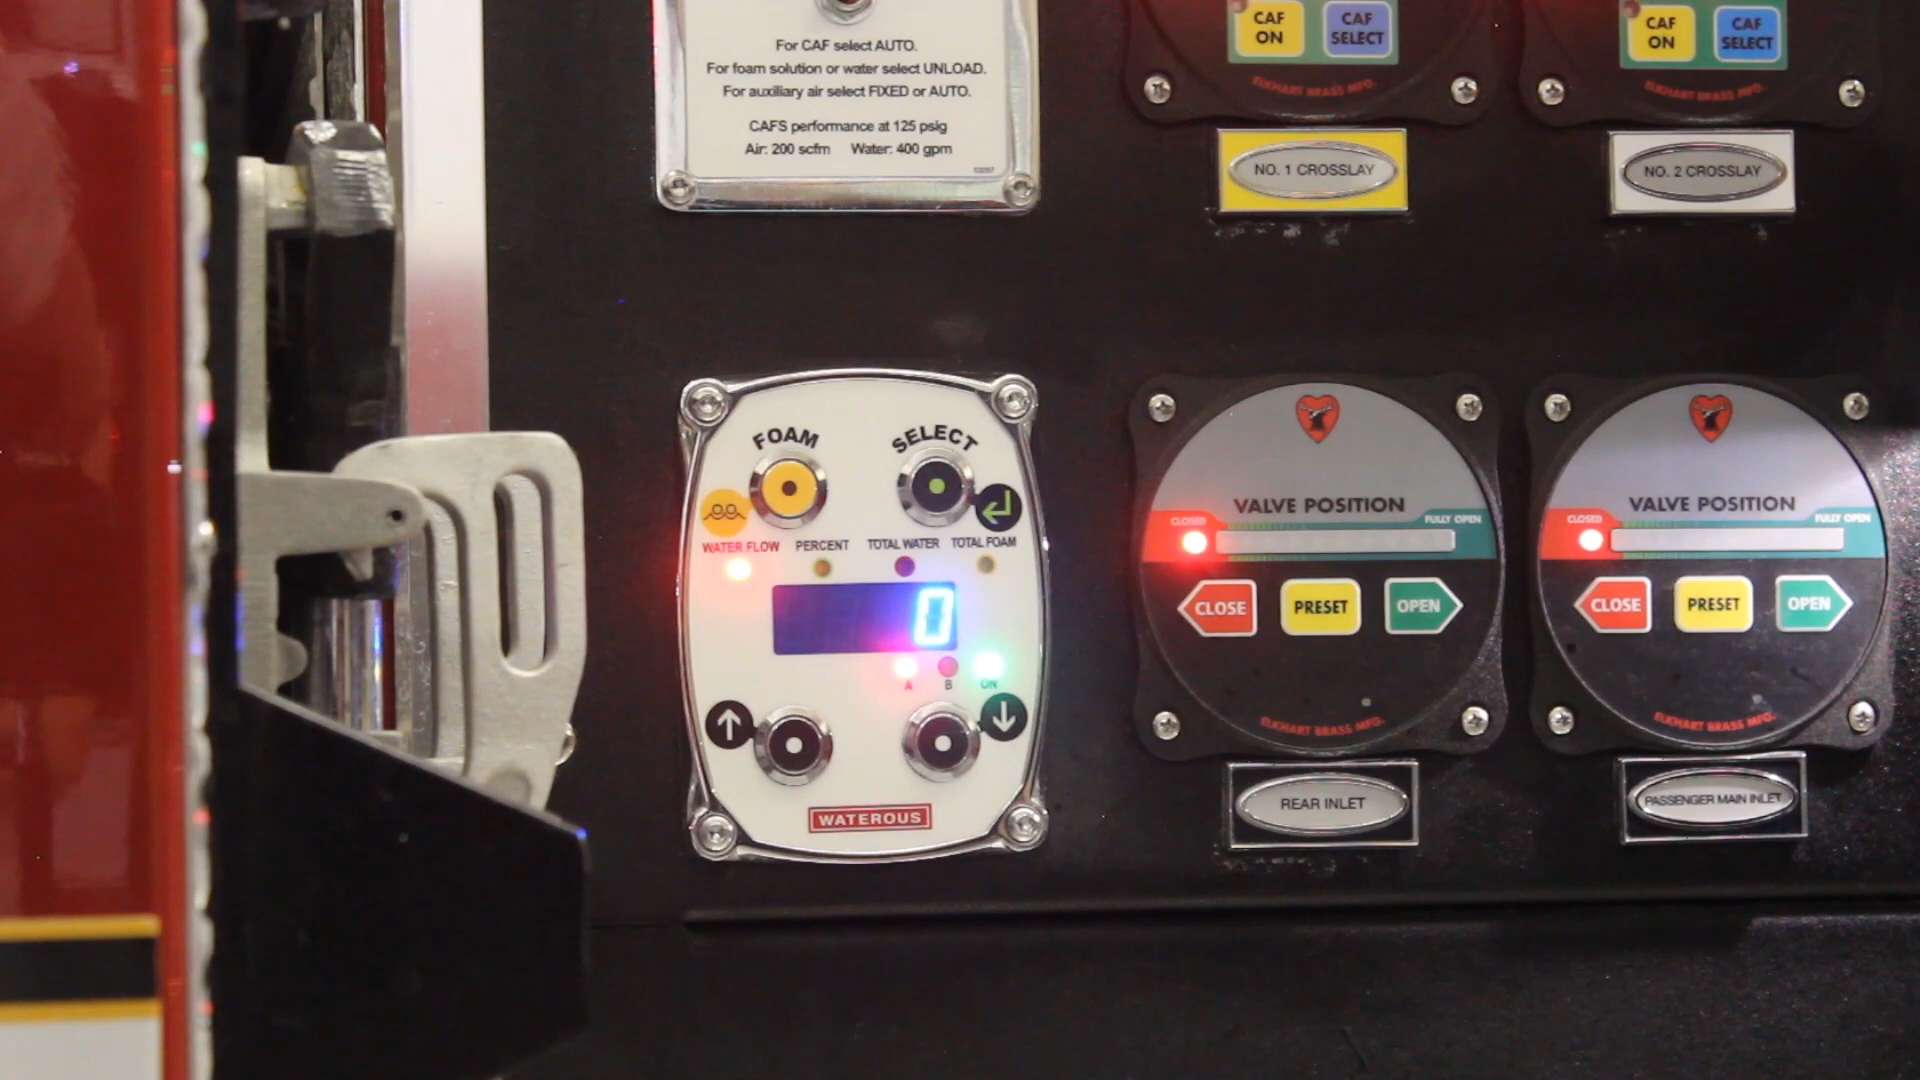 For CAF select AUTO.
For foam solution or water select UNLOAD.
For auxiliary air select FIXED or AUTO.
CAFS performance at 125 psig
Air: 200 scfm Water: 400 gpm
CAF ON
CAF SELECT
ELKHART BRASS MFG.
NO. 1 CROSSLAY
CAF ON
CAF SELECT
ELKHART BRASS MFG.
NO. 2 CROSSLAY
FOAM
SELECT
WATER FLOW PERCENT TOTAL WATER TOTAL FOAM
0
A B ON
WATEROUS
VALVE POSITION
CLOSED FULLY OPEN
CLOSE PRESET OPEN
ELKHART BRASS MFG.
REAR INLET
VALVE POSITION
CLOSED FULLY OPEN
CLOSE PRESET OPEN
ELKHART BRASS MFG.
PASSENGER MAIN INLET